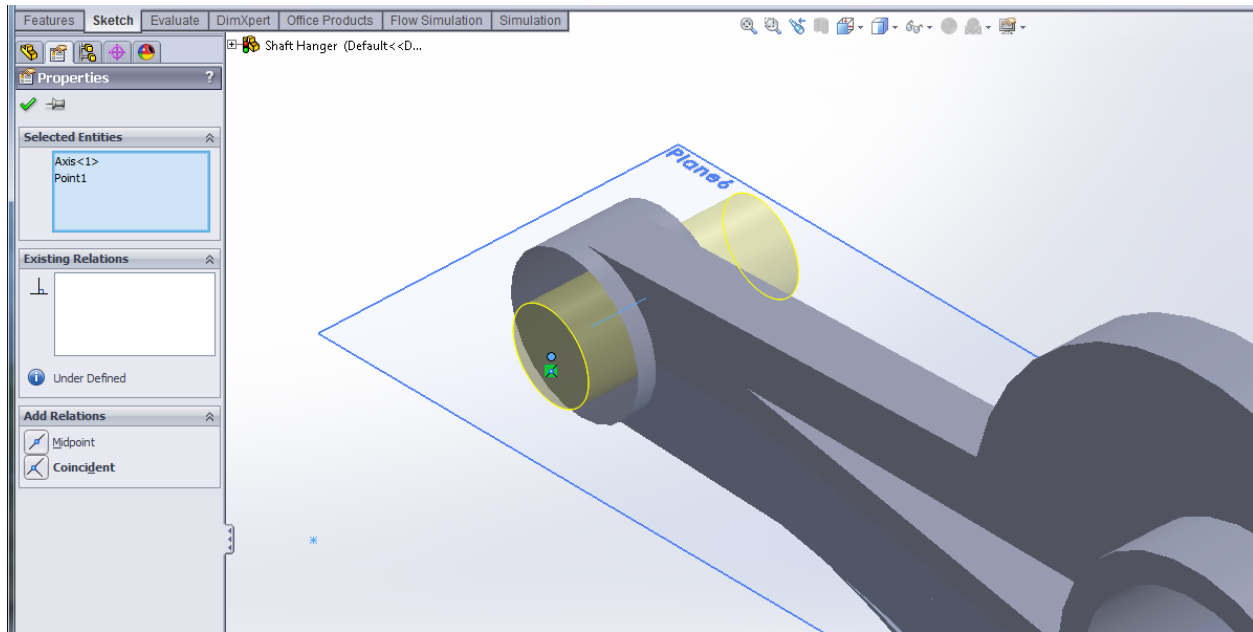 Features Sketch Evaluate DimXpert Office Products Flow Simulation Simulation
Shaft Hanger (Default<<D...
Properties ?
Selected Entities
Axis<1>
Point1
Existing Relations
Under Defined
Add Relations
Midpoint
Coincident
Plane6